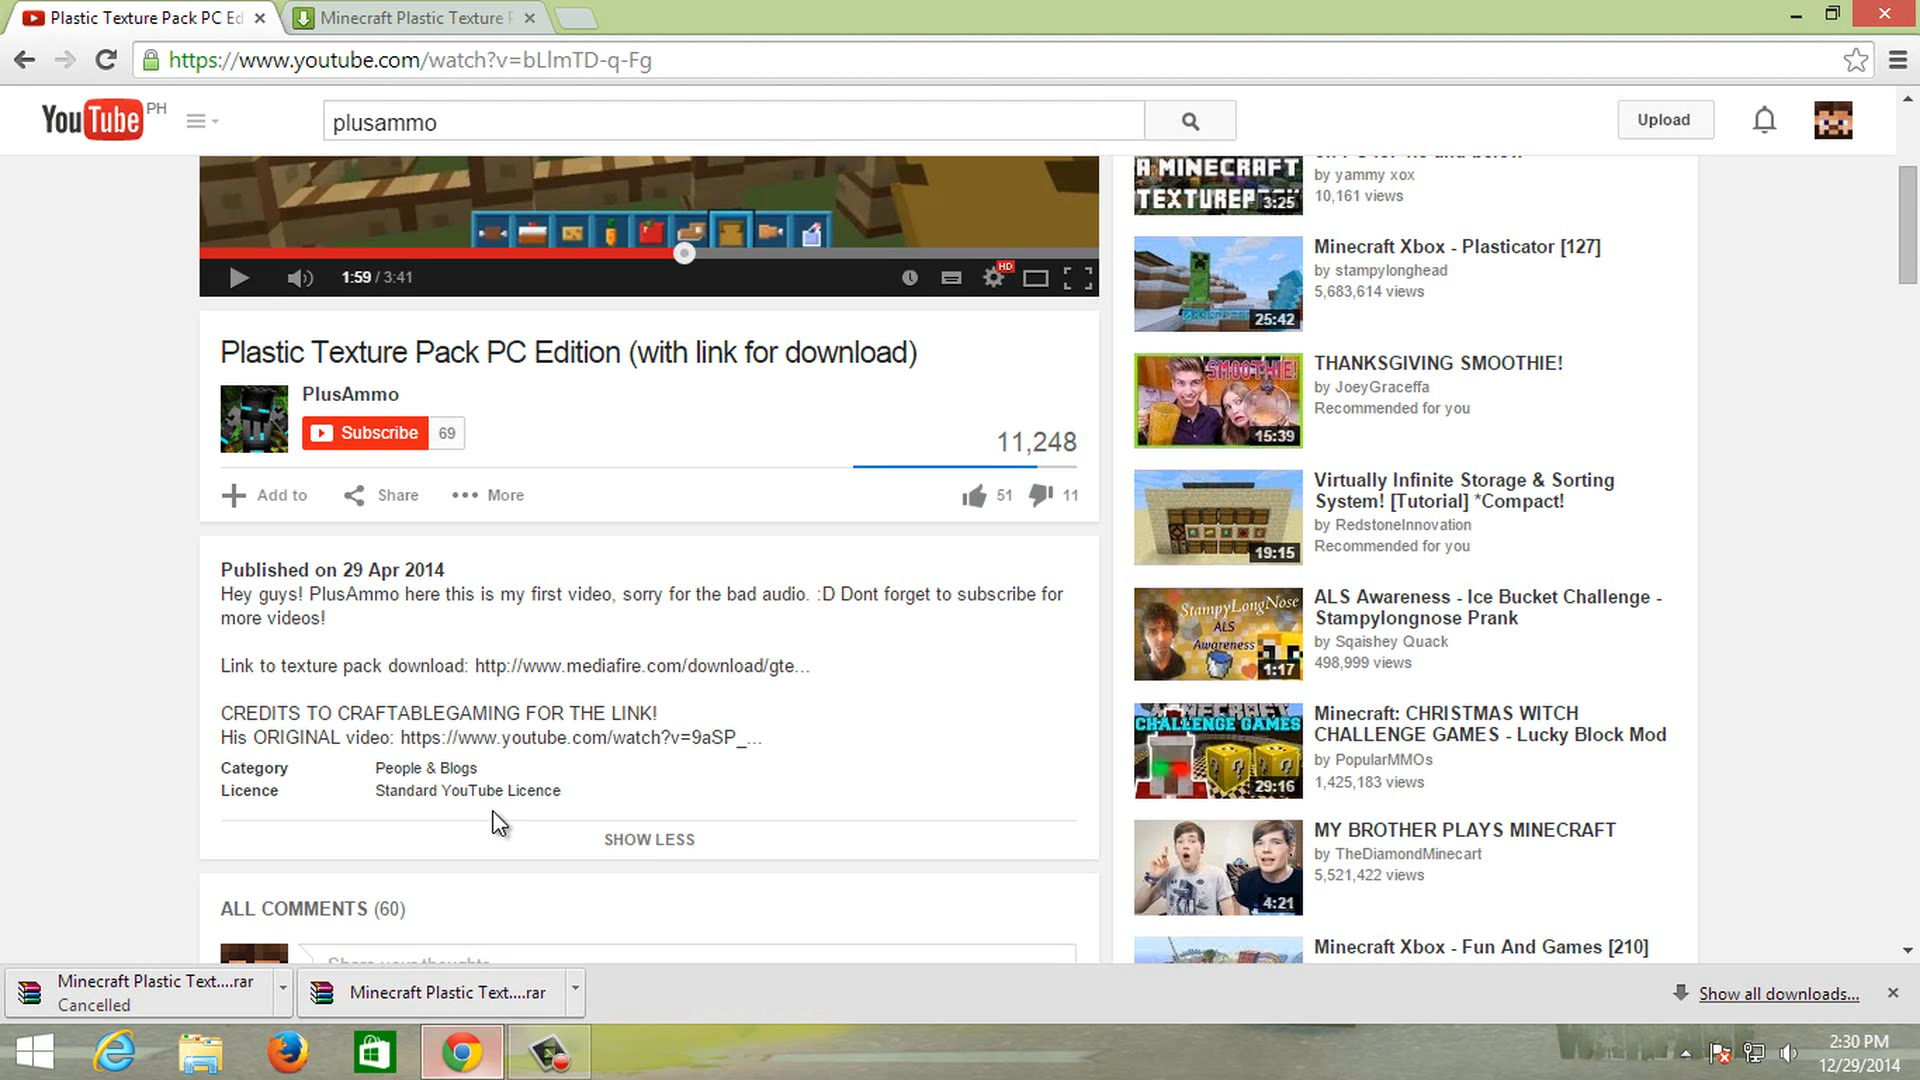 Plastic Texture Pack PC Ed
Minecraft Plastic Texture P
https://www.youtube.com/watch?v=bLlmTD-q-Fg
YouTube PH
plusammo
Upload
1:59 / 3:41
HD
Plastic Texture Pack PC Edition (with link for download)
PlusAmmo
Subscribe 69
11,248
Add to
Share
More
51
11
Published on 29 Apr 2014
Hey guys! PlusAmmo here this is my first video, sorry for the bad audio. :D Dont forget to subscribe for
more videos!
Link to texture pack download: http://www.mediafire.com/download/gte...
CREDITS TO CRAFTABLEGAMING FOR THE LINK!
His ORIGINAL video: https://www.youtube.com/watch?v=9aSP_...
Category People & Blogs
Licence Standard YouTube Licence
SHOW LESS
ALL COMMENTS (60)
Share your thoughts
A MINECRAFT
TEXTUREP
3:25
by yammy xox
10,161 views
25:42
Minecraft Xbox - Plasticator [127]
by stampylonghead
5,683,614 views
SMOOTHIE!
15:39
THANKSGIVING SMOOTHIE!
by JoeyGraceffa
Recommended for you
19:15
Virtually Infinite Storage & Sorting
System! [Tutorial] *Compact!
by RedstoneInnovation
Recommended for you
StampyLongNose
ALS
Awareness
1:17
ALS Awareness - Ice Bucket Challenge -
Stampylongnose Prank
by Sqaishey Quack
498,999 views
MINECRAFT
CHALLENGE GAMES
29:16
Minecraft: CHRISTMAS WITCH
CHALLENGE GAMES - Lucky Block Mod
by PopularMMOs
1,425,183 views
4:21
MY BROTHER PLAYS MINECRAFT
by TheDiamondMinecart
5,521,422 views
Minecraft Xbox - Fun And Games [210]
Minecraft Plastic Text....rar
Cancelled
Minecraft Plastic Text....rar
Show all downloads...
2:30 PM
12/29/2014